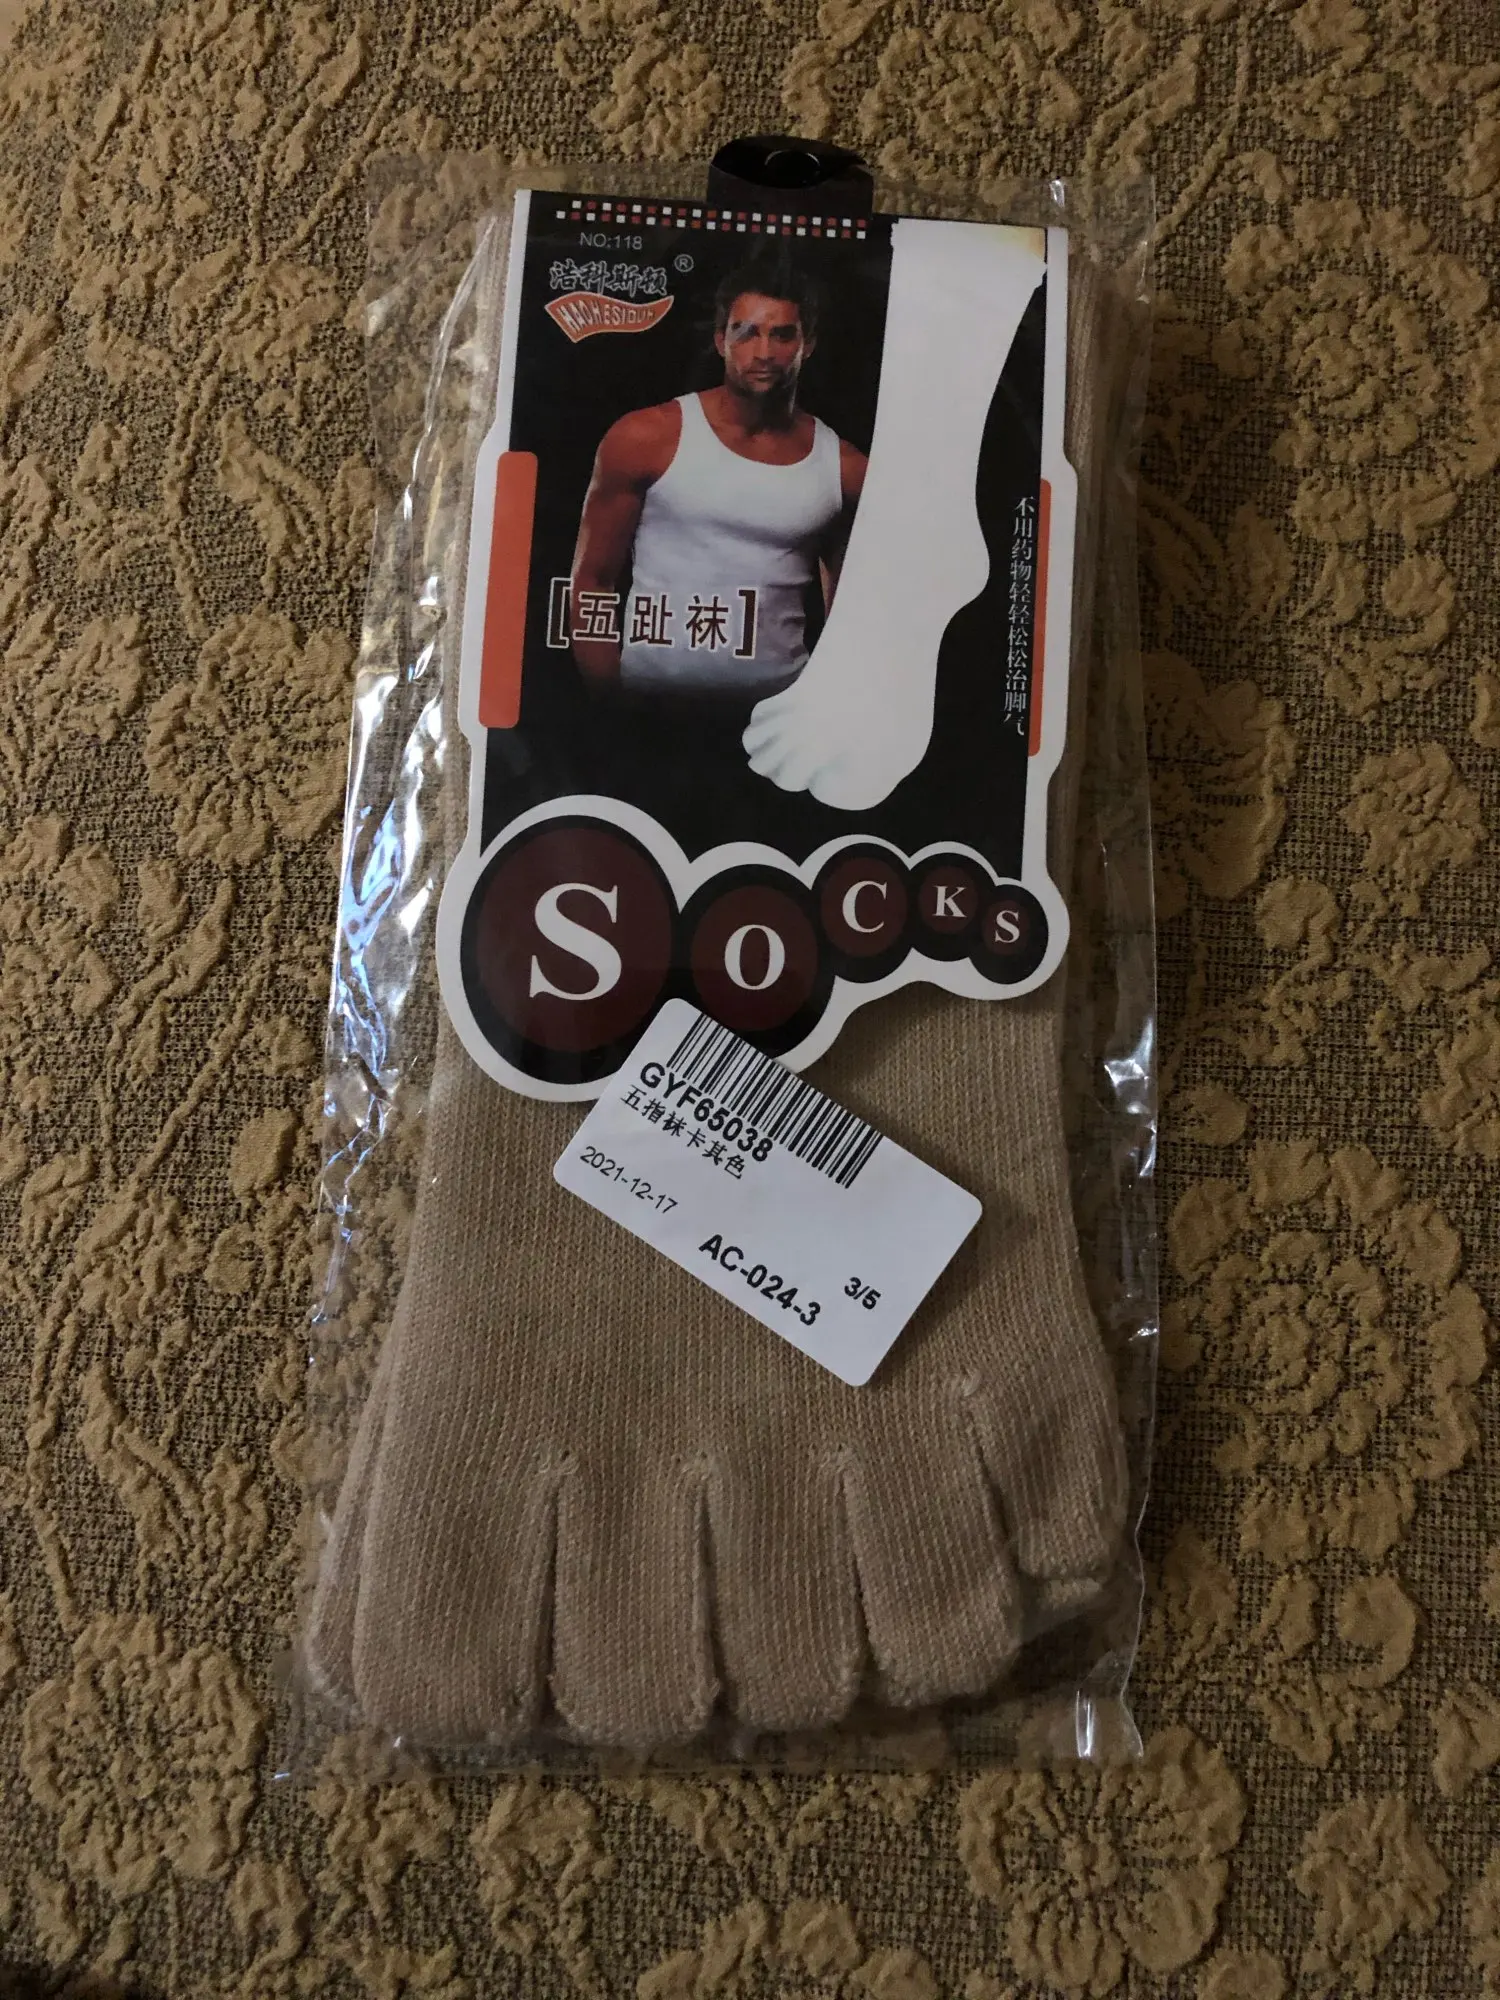 NO:118
浩科斯顿®
HAOHESIDUN
[五趾袜]
不用药物轻轻松松治脚气
SOCKS
GYF65038
五指袜卡其色
2021-12-17
AC-024-3
3/5